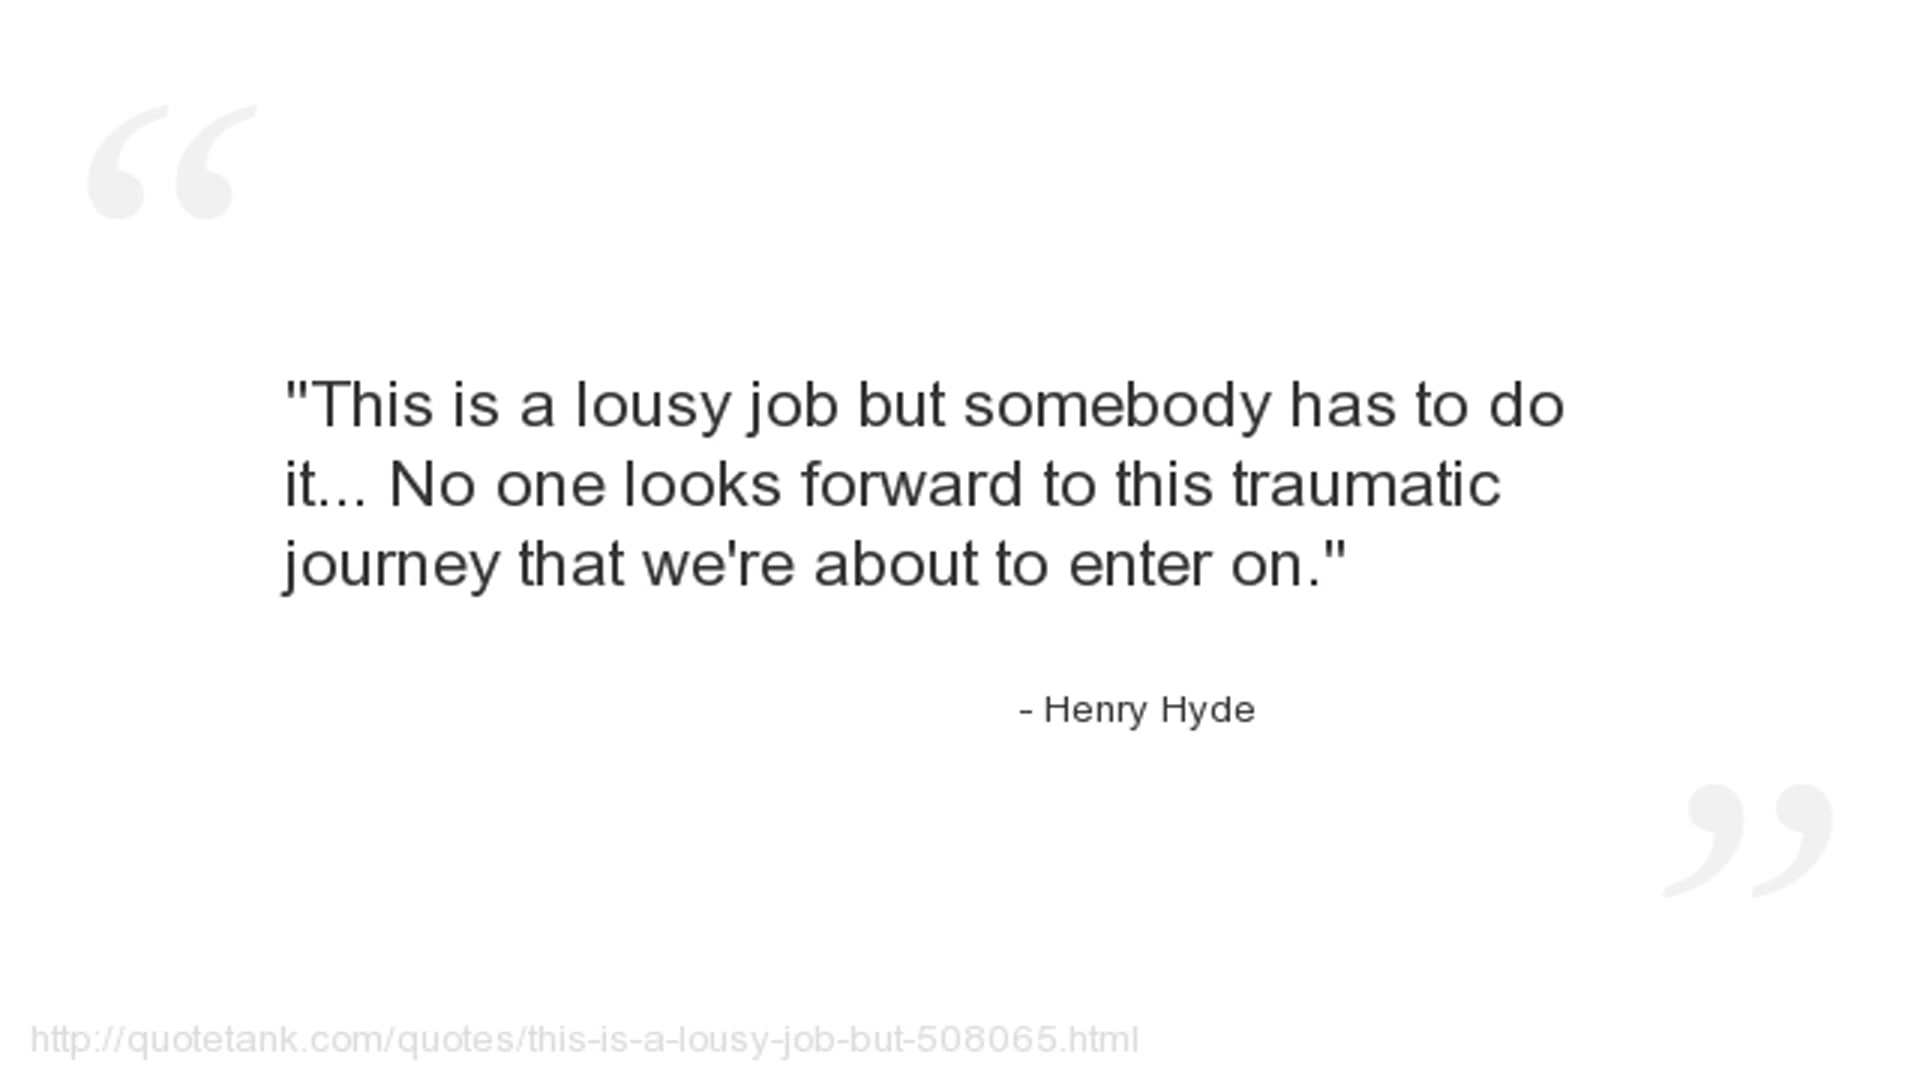 “
"This is a lousy job but somebody has to do
it... No one looks forward to this traumatic
journey that we're about to enter on."
- Henry Hyde
”
http://quotetank.com/quotes/this-is-a-lousy-job-but-508065.html